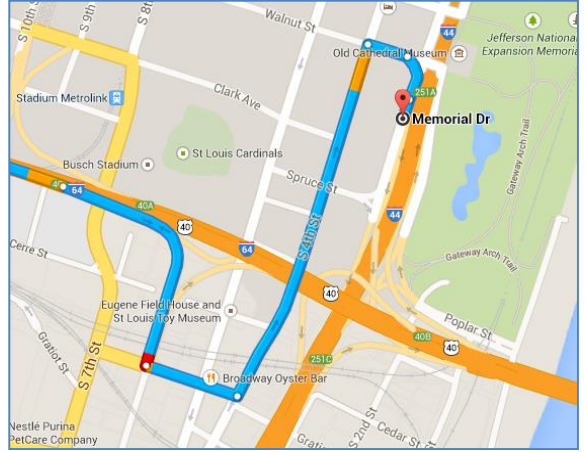 S 10th St
S 9th St
S 8th
Walnut St
44
Jefferson National
Expansion Memorial
Old Cathedral Museum
251A
Memorial Dr
Stadium Metrolink
Clark Ave
St Louis Cardinals
Busch Stadium
Spruce St
Gateway Arch Trail
64
40A
40
44
64
S 4th St
Cerre St
Gateway Arch Trail
Eugene Field House and
St Louis Toy Museum
40
Poplar St
40B
40
251C
Gratiot St
S 7th St
Broadway Oyster Bar
S 2nd St
Cedar St
Nestlé Purina
PetCare Company